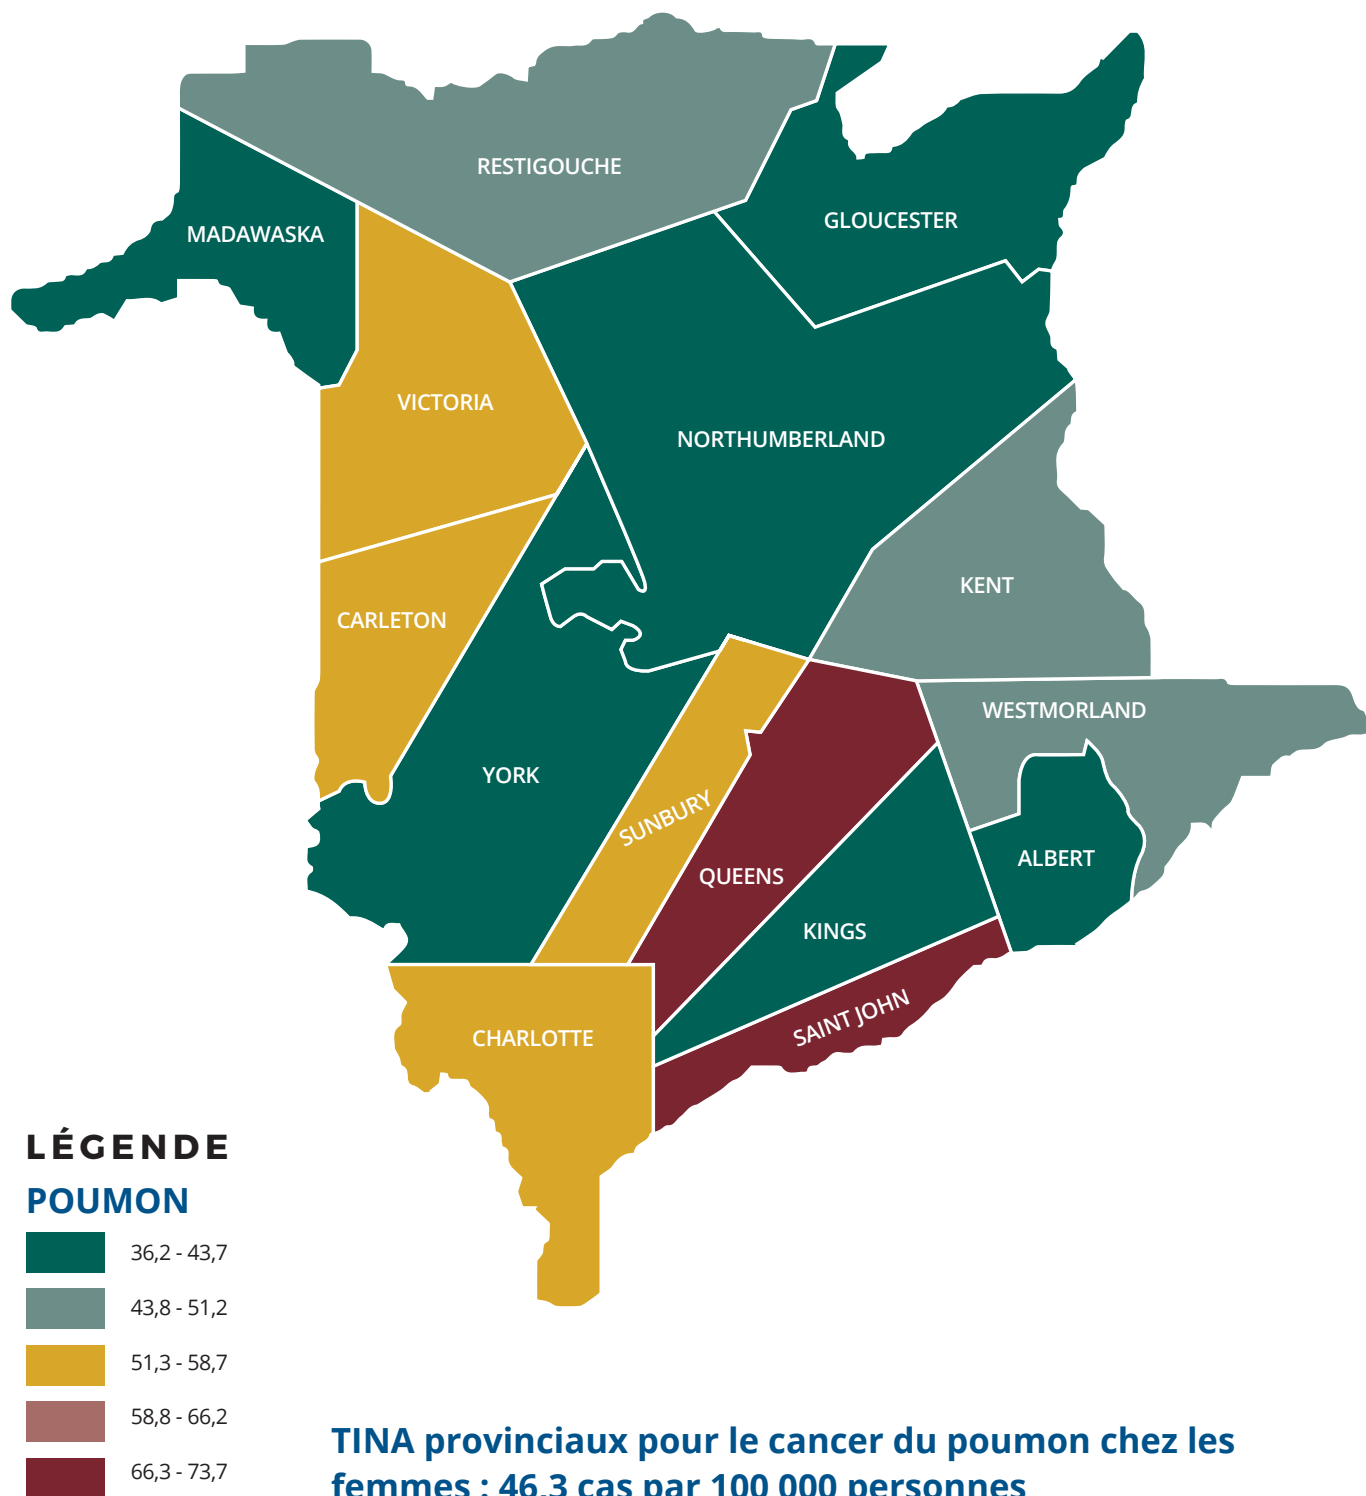 RESTIGOUCHE
GLOUCESTER
MADAWASKA
VICTORIA
NORTHUMBERLAND
KENT
CARLETON
WESTMORLAND
YORK
SUNBURY
ALBERT
QUEENS
KINGS
SAINT JOHN
CHARLOTTE
LÉGENDE
POUMON
36,2 - 43,7
43,8 - 51,2
51,3 - 58,7
58,8 - 66,2
66,3 - 73,7
TINA provinciaux pour le cancer du poumon chez les
femmes : 46,3 cas par 100 000 personnes